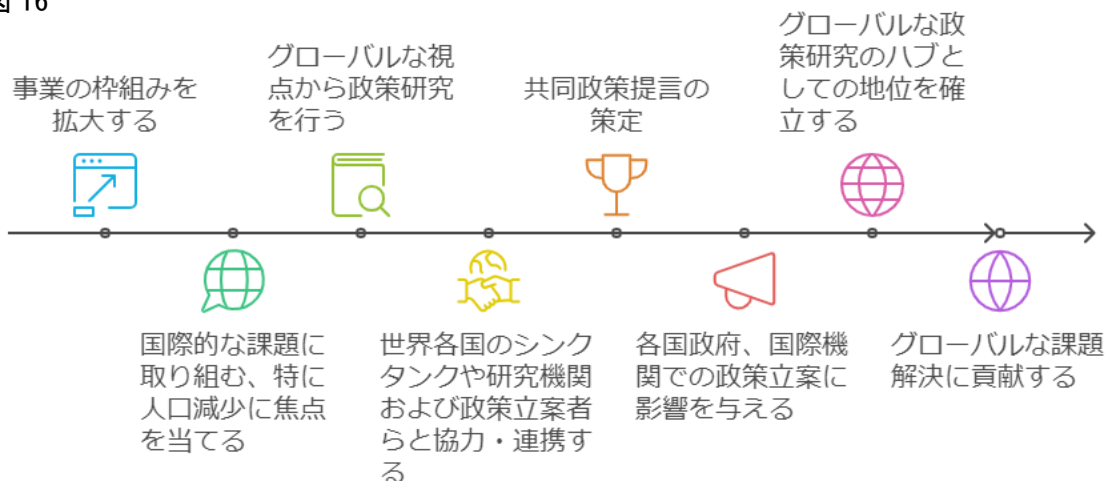 図 16
事業の枠組みを
拡大する
国際的な課題に
取り組む、特に
人口減少に焦点
を当てる
グローバルな視
点から政策研究
を行う
世界各国のシンク
タンクや研究機関
および政策立案者
らと協力・連携す
る
共同政策提言の
策定
各国政府、国際機
関での政策立案に
影響を与える
グローバルな政
策研究のハブと
しての地位を確
立する
グローバルな課題
解決に貢献する